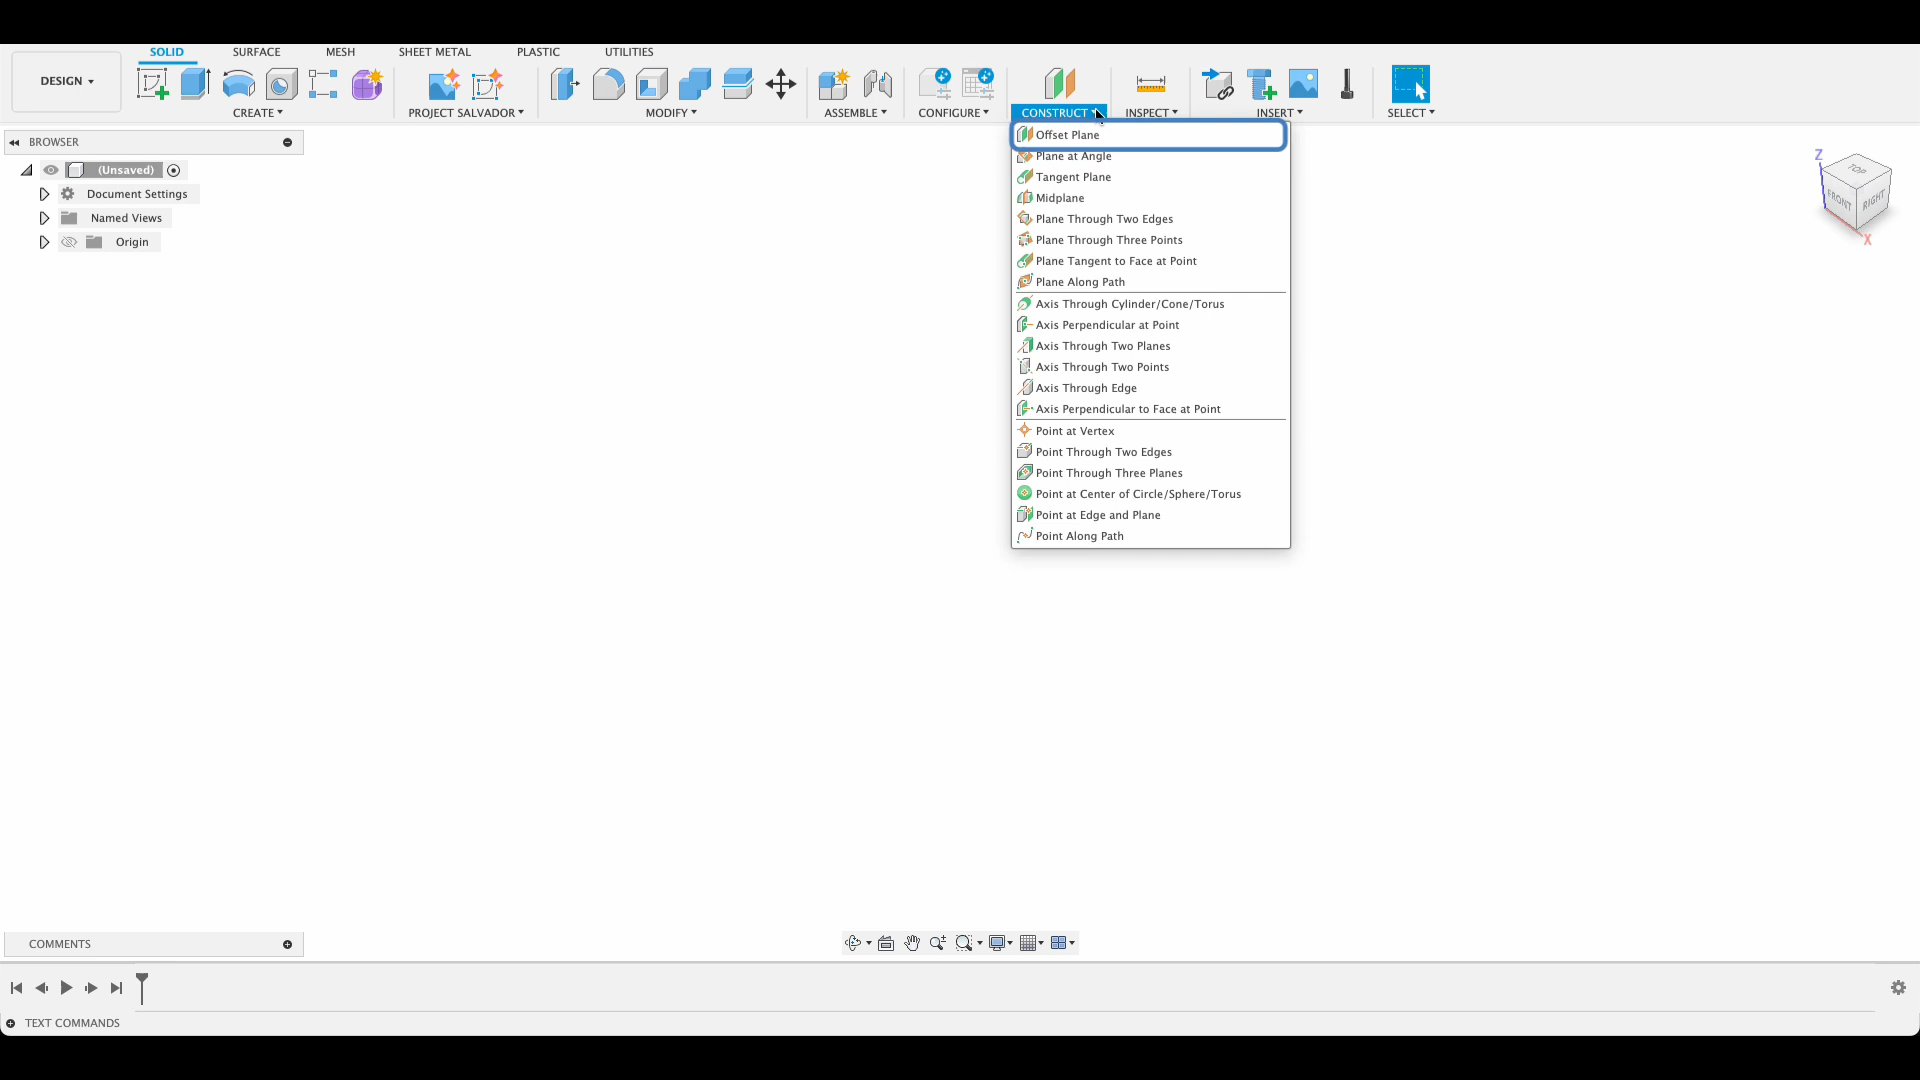 SOLID
SURFACE
MESH
SHEET METAL
PLASTIC
UTILITIES
DESIGN
CREATE
PROJECT SALVADOR
MODIFY
ASSEMBLE
CONFIGURE
CONSTRUCT
INSPECT
INSERT
SELECT
BROWSER
(Unsaved)
Document Settings
Named Views
Origin
Offset Plane
Plane at Angle
Tangent Plane
Midplane
Plane Through Two Edges
Plane Through Three Points
Plane Tangent to Face at Point
Plane Along Path
Axis Through Cylinder/Cone/Torus
Axis Perpendicular at Point
Axis Through Two Planes
Axis Through Two Points
Axis Through Edge
Axis Perpendicular to Face at Point
Point at Vertex
Point Through Two Edges
Point Through Three Planes
Point at Center of Circle/Sphere/Torus
Point at Edge and Plane
Point Along Path
Z
TOP
FRONT
RIGHT
X
COMMENTS
TEXT COMMANDS